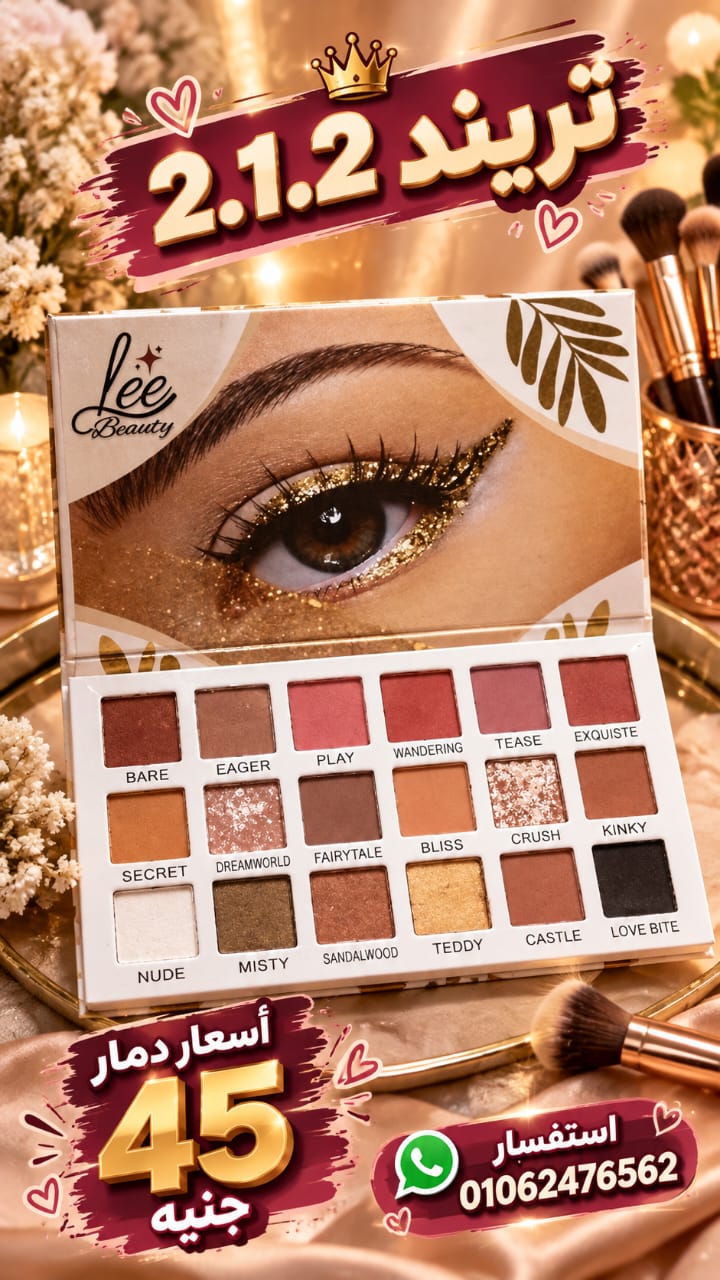 تريند 2.1.2
Lee
Beauty
BARE
EAGER
PLAY
WANDERING
TEASE
EXQUISTE
SECRET
DREAMWORLD
FAIRYTALE
BLISS
CRUSH
KINKY
NUDE
MISTY
SANDALWOOD
TEDDY
CASTLE
LOVE BITE
أسعار دمار
45
جنيه
استفسار
01062476562